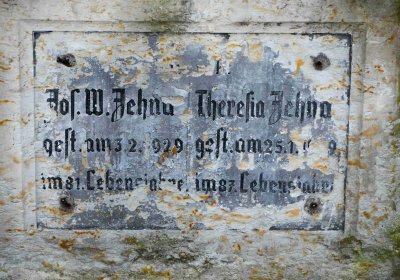 Jos. W. Zehna Theresia Zehna
gest. am 3.2.1929 gest. am 25.1.
im 81. Lebensjahre. im 87. Lebensjahre